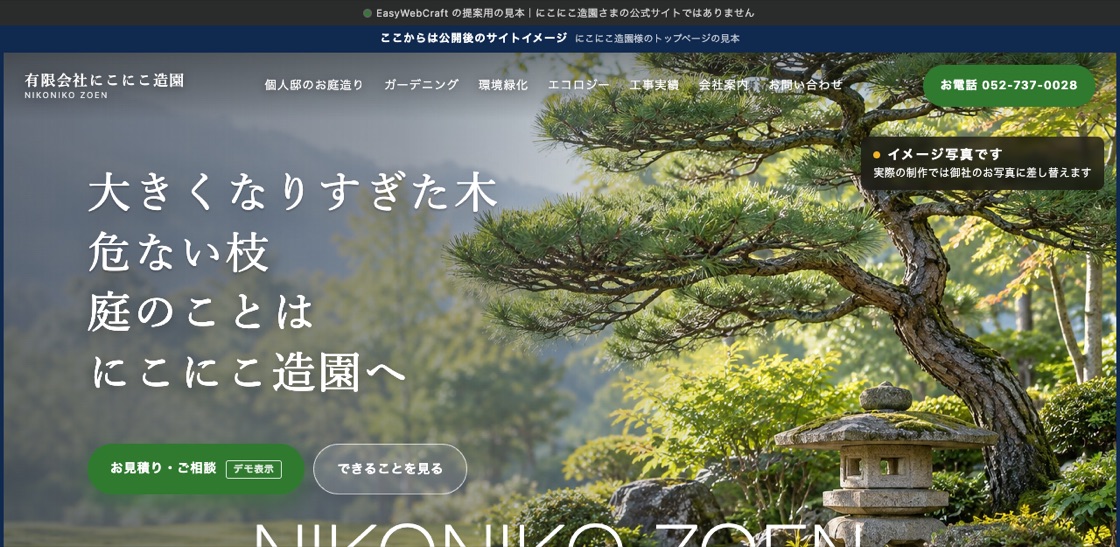 EasyWebCraft の提案用の見本｜にこにこ造園さまの公式サイトではありません
ここからは公開後のサイトイメージ にこにこ造園様のトップページの見本
有限会社にこにこ造園
NIKONIKO ZOEN
個人邸のお庭造り ガーデニング 環境緑化 エコロジー 工事実績 会社案内 お問い合わせ
お電話 052-737-0028
イメージ写真です
実際の制作では御社のお写真に差し替えます
大きくなりすぎた木
危ない枝
庭のことは
にこにこ造園へ
お見積り・ご相談 デモ表示
できることを見る
NIKONIKO ZOEN